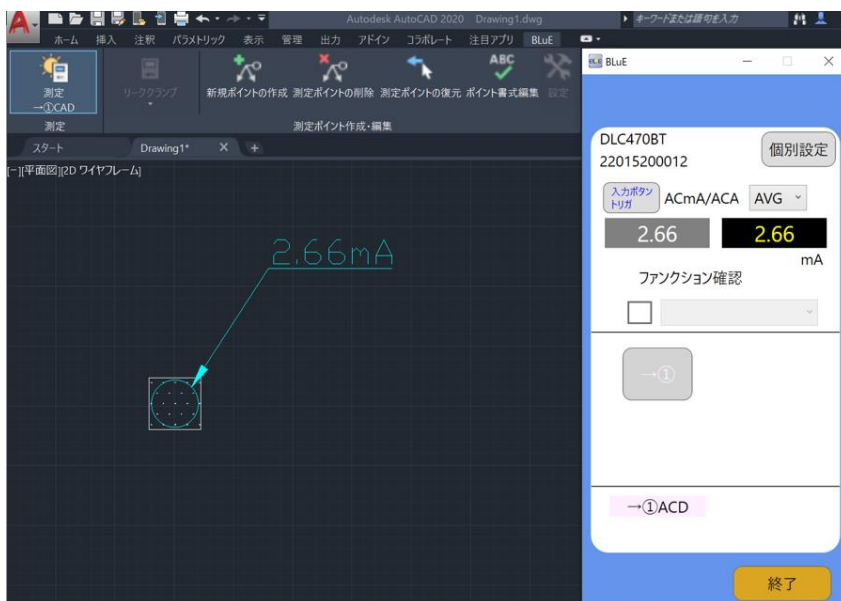 Autodesk AutoCAD 2020 Drawing1.dwg
キーワードまたは語句を入力
ホーム 挿入 注釈 パラメトリック 表示 管理 出力 アドイン コラボレート 注目アプリ BLuE
測定
→①CAD
リーククランプ
新規ポイントの作成 測定ポイントの削除 測定ポイントの復元 ポイント書式編集 設定
ABC
測定
測定ポイント作成・編集
スタート Drawing1* X +
[-][平面図][2D ワイヤフレーム]
2.66mA
BLuE BLuE
DLC470BT
22015200012
個別設定
入力ボタン
トリガ
ACmA/ACA AVG
2.66 2.66
mA
ファンクション確認
→①
→①ACD
終了